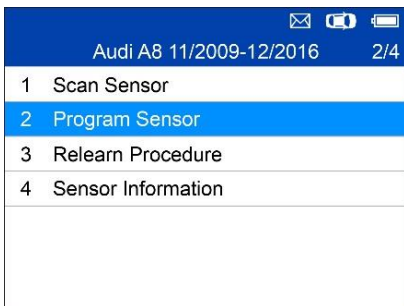 Audi A8 11/2009-12/2016 2/4
1 Scan Sensor
2 Program Sensor
3 Relearn Procedure
4 Sensor Information